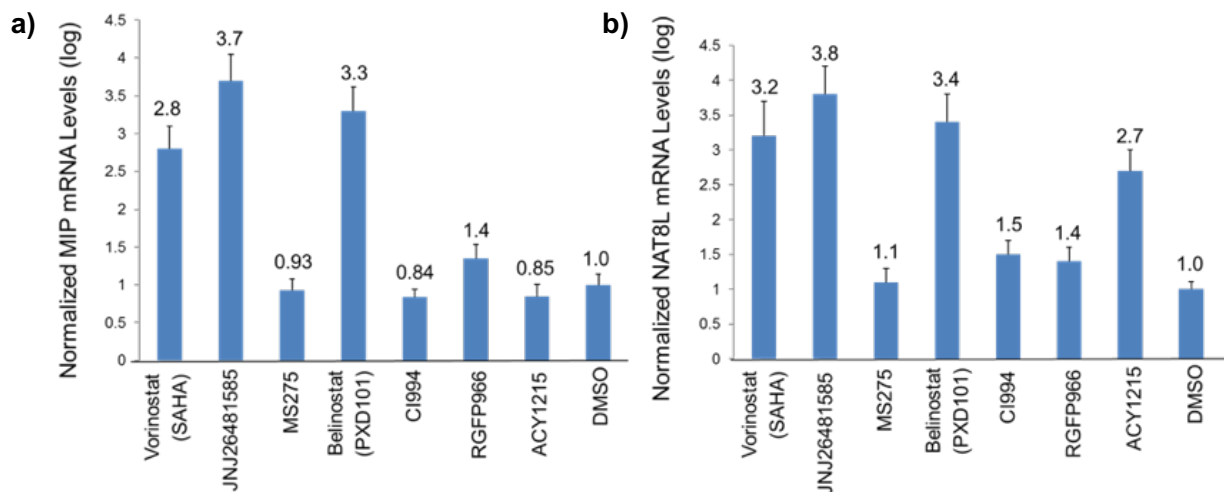 a)
Normalized MIP mRNA Levels (log)
4.5
4
3.5
3
2.5
2
1.5
1
0.5
0
2.8
3.7
0.93
3.3
0.84
1.4
0.85
1.0
Vorinostat
(SAHA)
JNJ26481585
MS275
Belinostat
(PXD101)
CI994
RGFP966
ACY1215
DMSO
b)
Normalized NAT8L mRNA Levels (log)
4.5
4
3.5
3
2.5
2
1.5
1
0.5
0
3.2
3.8
1.1
3.4
1.5
1.4
2.7
1.0
Vorinostat
(SAHA)
JNJ26481585
MS275
Belinostat
(PXD101)
CI994
RGFP966
ACY1215
DMSO